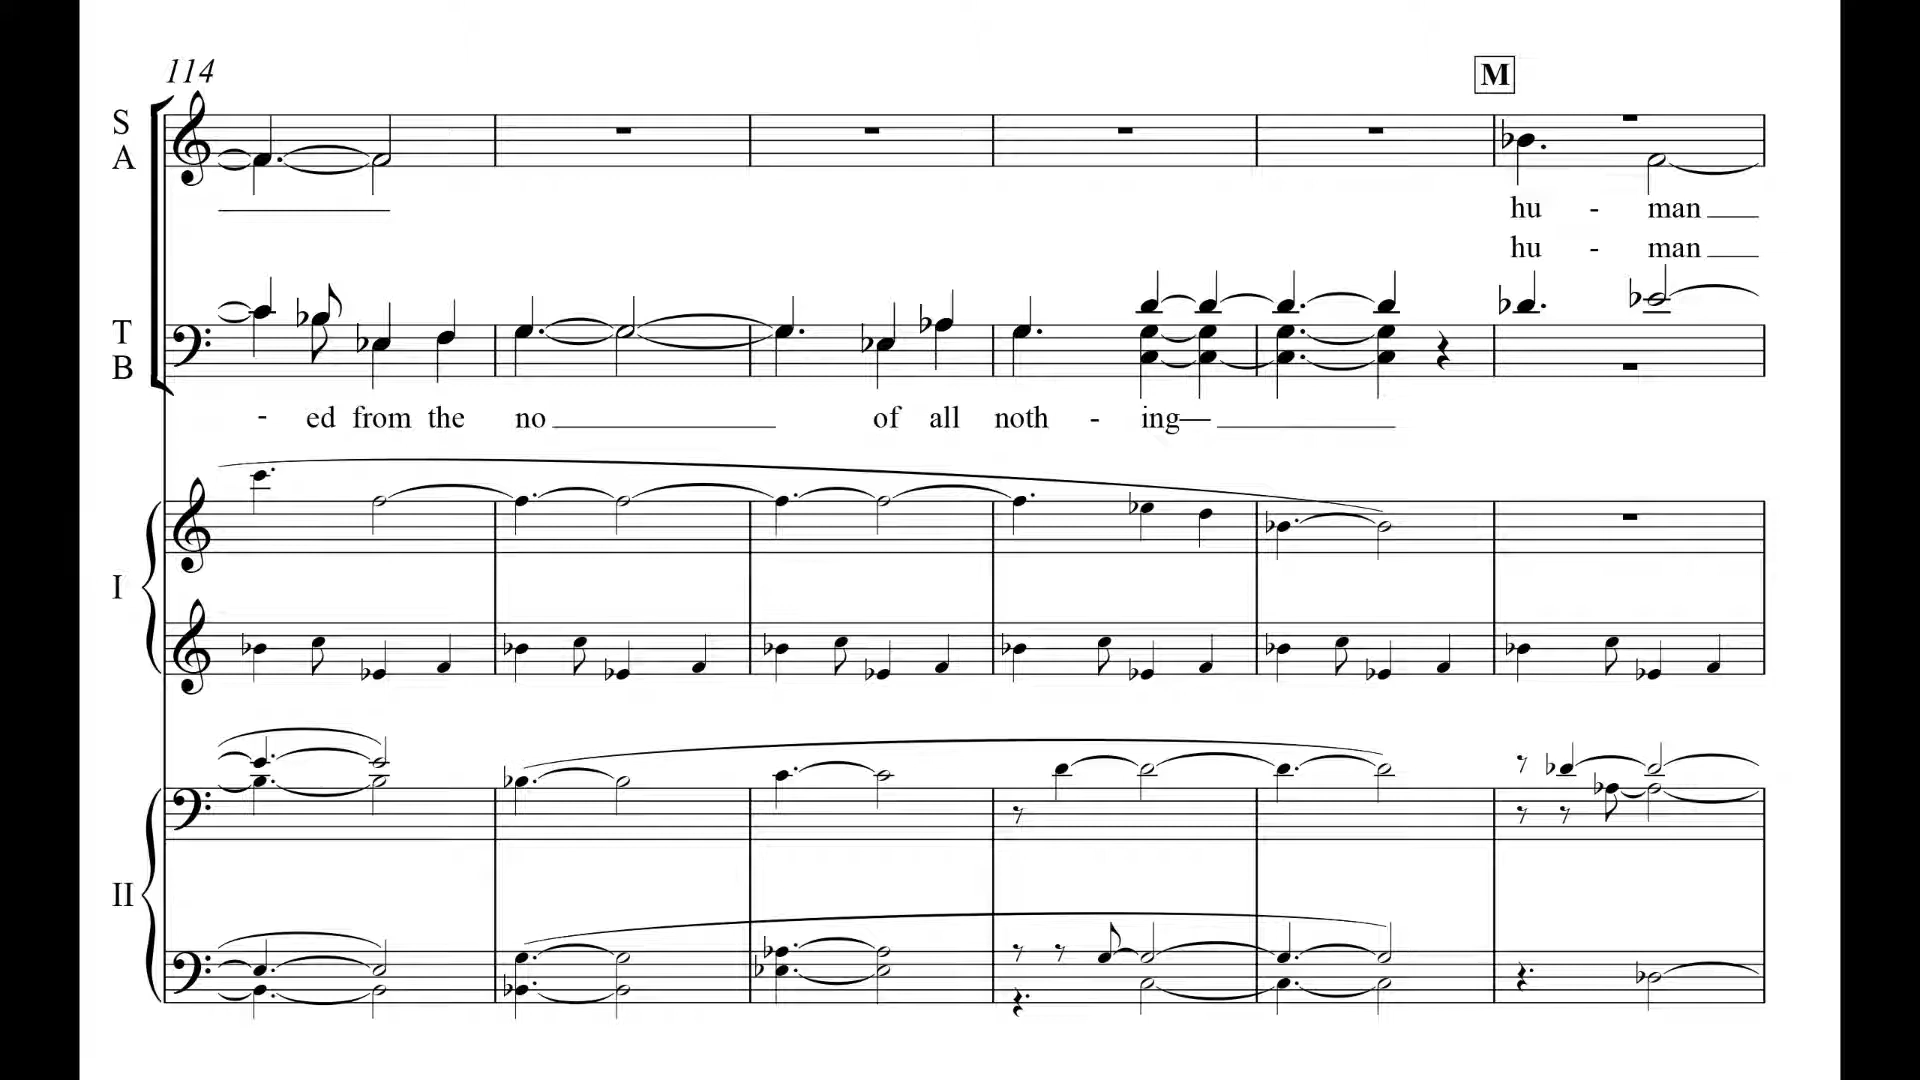 114
M
S
A
hu - man
hu - man
T
B
- ed from the no of all noth - ing—
I
II